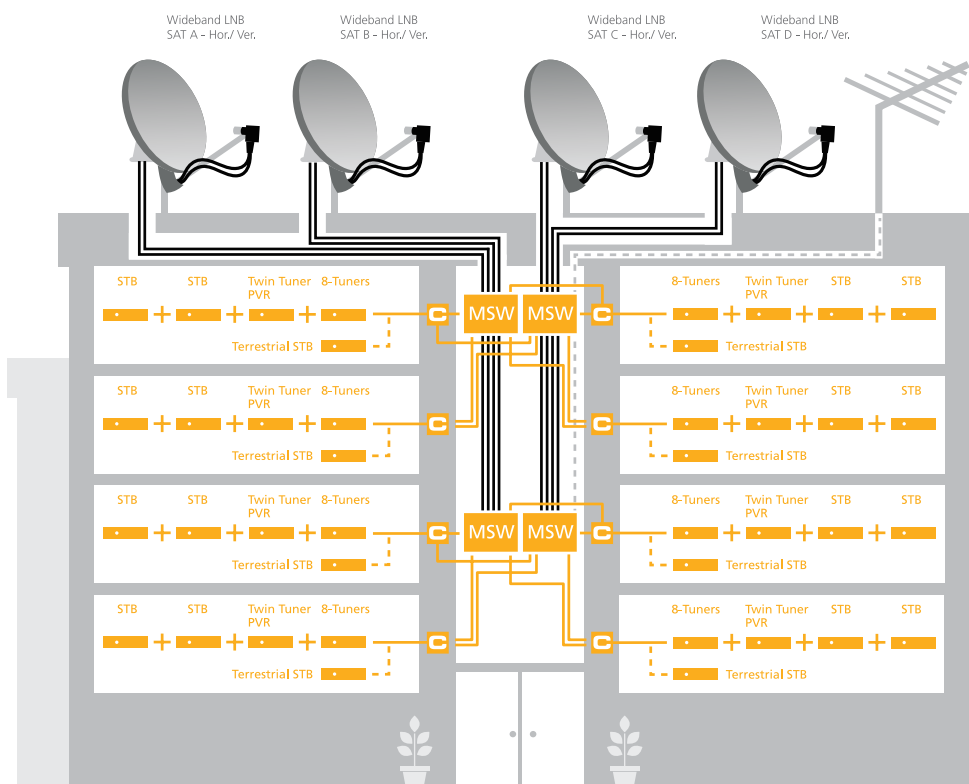 Wideband LNB
SAT A - Hor./ Ver.
Wideband LNB
SAT B - Hor./ Ver.
Wideband LNB
SAT C - Hor./ Ver.
Wideband LNB
SAT D - Hor./ Ver.
STB STB Twin Tuner 8-Tuners
PVR
Terrestrial STB
C MSW MSW C
8-Tuners Twin Tuner STB STB
PVR
Terrestrial STB
STB STB Twin Tuner 8-Tuners
PVR
Terrestrial STB
C C
8-Tuners Twin Tuner STB STB
PVR
Terrestrial STB
STB STB Twin Tuner 8-Tuners
PVR
Terrestrial STB
C MSW MSW C
8-Tuners Twin Tuner STB STB
PVR
Terrestrial STB
STB STB Twin Tuner 8-Tuners
PVR
Terrestrial STB
C C
8-Tuners Twin Tuner STB STB
PVR
Terrestrial STB